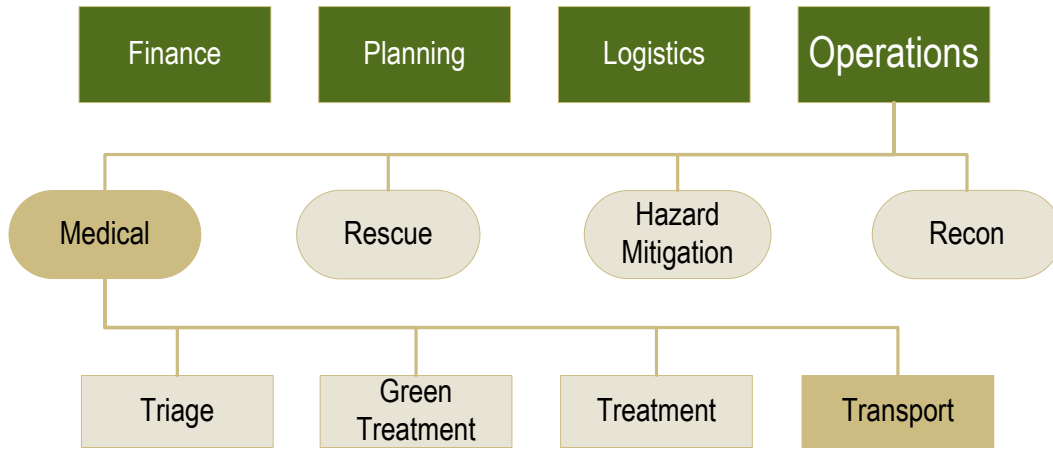 Finance
Planning
Logistics
Operations
Medical
Rescue
Hazard
Mitigation
Recon
Triage
Green
Treatment
Treatment
Transport